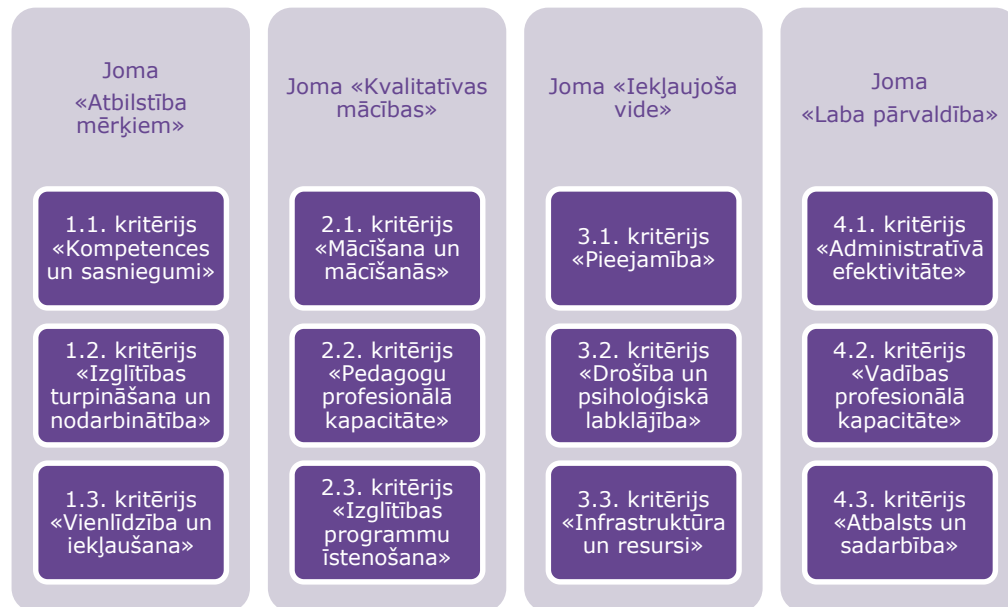 Joma
«Atbilstība
mērķiem»
1.1. kritērijs
«Kompetences
un sasniegumi»
1.2. kritērijs
«Izglītības
turpināšana un
nodarbinātība»
1.3. kritērijs
«Vienlīdzība un
iekļaušana»
Joma «Kvalitatīvas
mācības»
2.1. kritērijs
«Mācīšana un
mācīšanās»
2.2. kritērijs
«Pedagogu
profesionālā
kapacitāte»
2.3. kritērijs
«Izglītības
programmu
īstenošana»
Joma «Iekļaujoša
vide»
3.1. kritērijs
«Pieejamība»
3.2. kritērijs
«Drošība un
psiholoģiskā
labklājība»
3.3. kritērijs
«Infrastruktūra
un resursi»
Joma
«Laba pārvaldība»
4.1. kritērijs
«Administratīvā
efektivitāte»
4.2. kritērijs
«Vadības
profesionālā
kapacitāte»
4.3. kritērijs
«Atbalsts un
sadarbība»